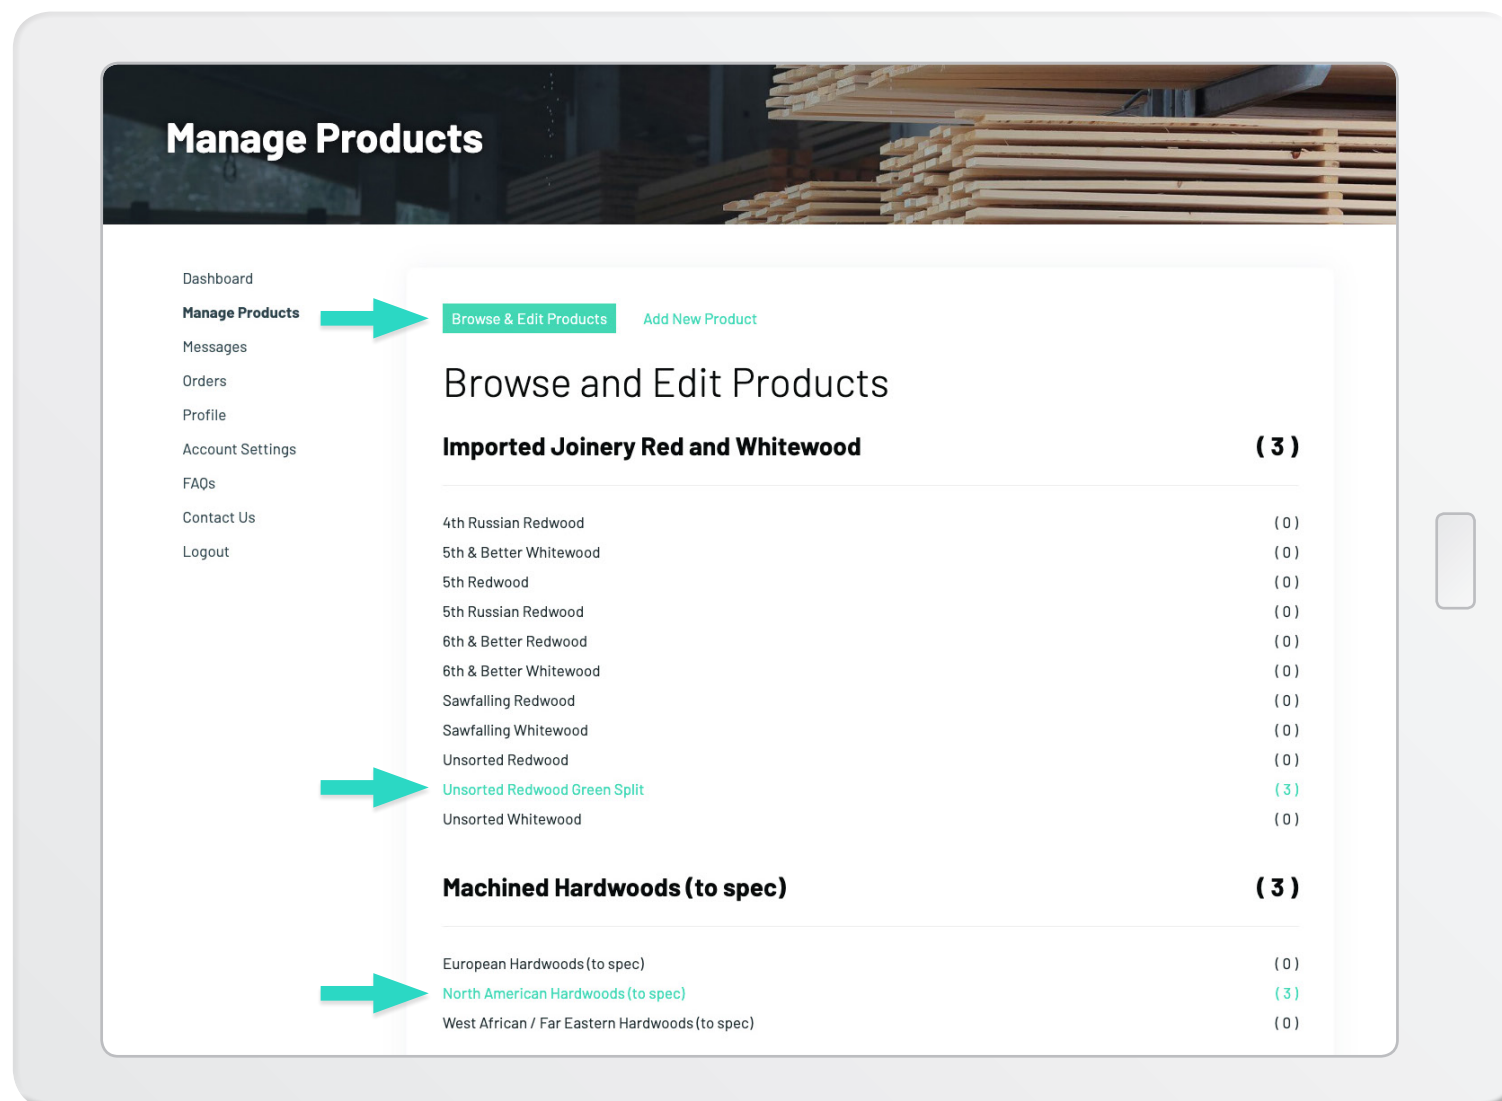 Manage Products
Dashboard
Manage Products
Messages
Orders
Profile
Account Settings
FAQs
Contact Us
Logout
Browse & Edit Products Add New Product
Browse and Edit Products
Imported Joinery Red and Whitewood ( 3 )
4th Russian Redwood ( 0 )
5th & Better Whitewood ( 0 )
5th Redwood ( 0 )
5th Russian Redwood ( 0 )
6th & Better Redwood ( 0 )
6th & Better Whitewood ( 0 )
Sawfalling Redwood ( 0 )
Sawfalling Whitewood ( 0 )
Unsorted Redwood ( 0 )
Unsorted Redwood Green Split ( 3 )
Unsorted Whitewood ( 0 )
Machined Hardwoods (to spec) ( 3 )
European Hardwoods (to spec) ( 0 )
North American Hardwoods (to spec) ( 3 )
West African / Far Eastern Hardwoods (to spec) ( 0 )